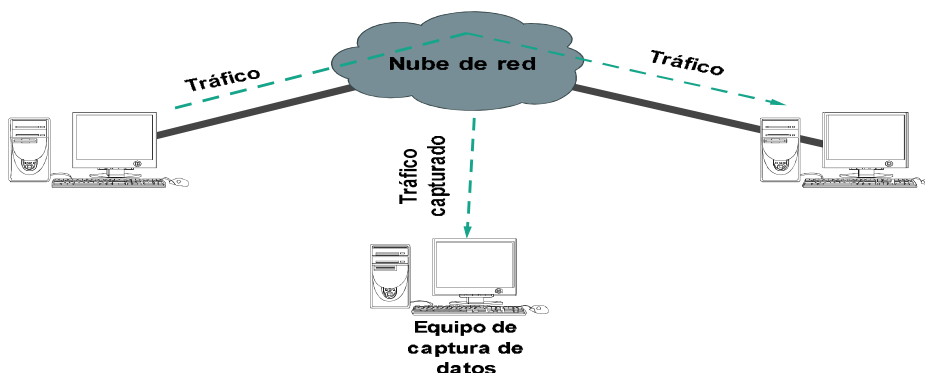 Nube de red
Tráfico
Tráfico
Tráfico
capturado
Equipo de
captura de
datos